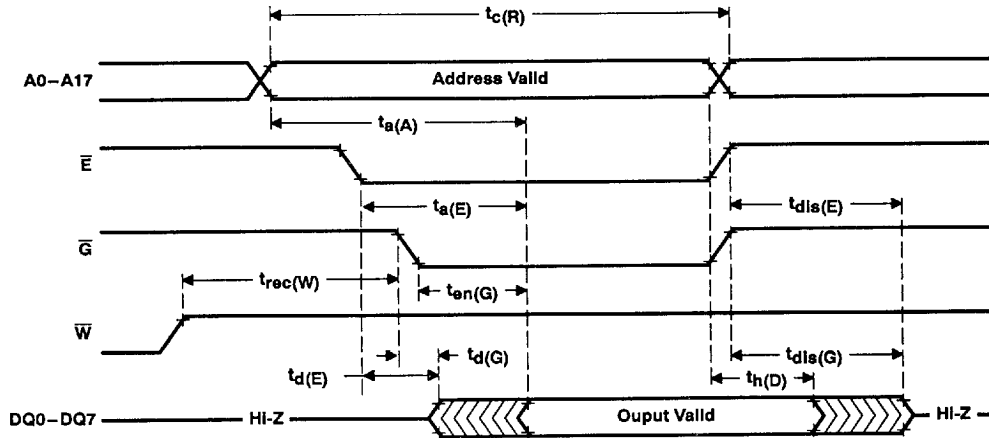 tc(R)
A0–A17
Address Valid
ta(A)
E
ta(E)
tdis(E)
G
trec(W)
ten(G)
W
td(G)
tdis(G)
td(E)
th(D)
DQ0–DQ7
HI-Z
Ouput Valid
HI-Z